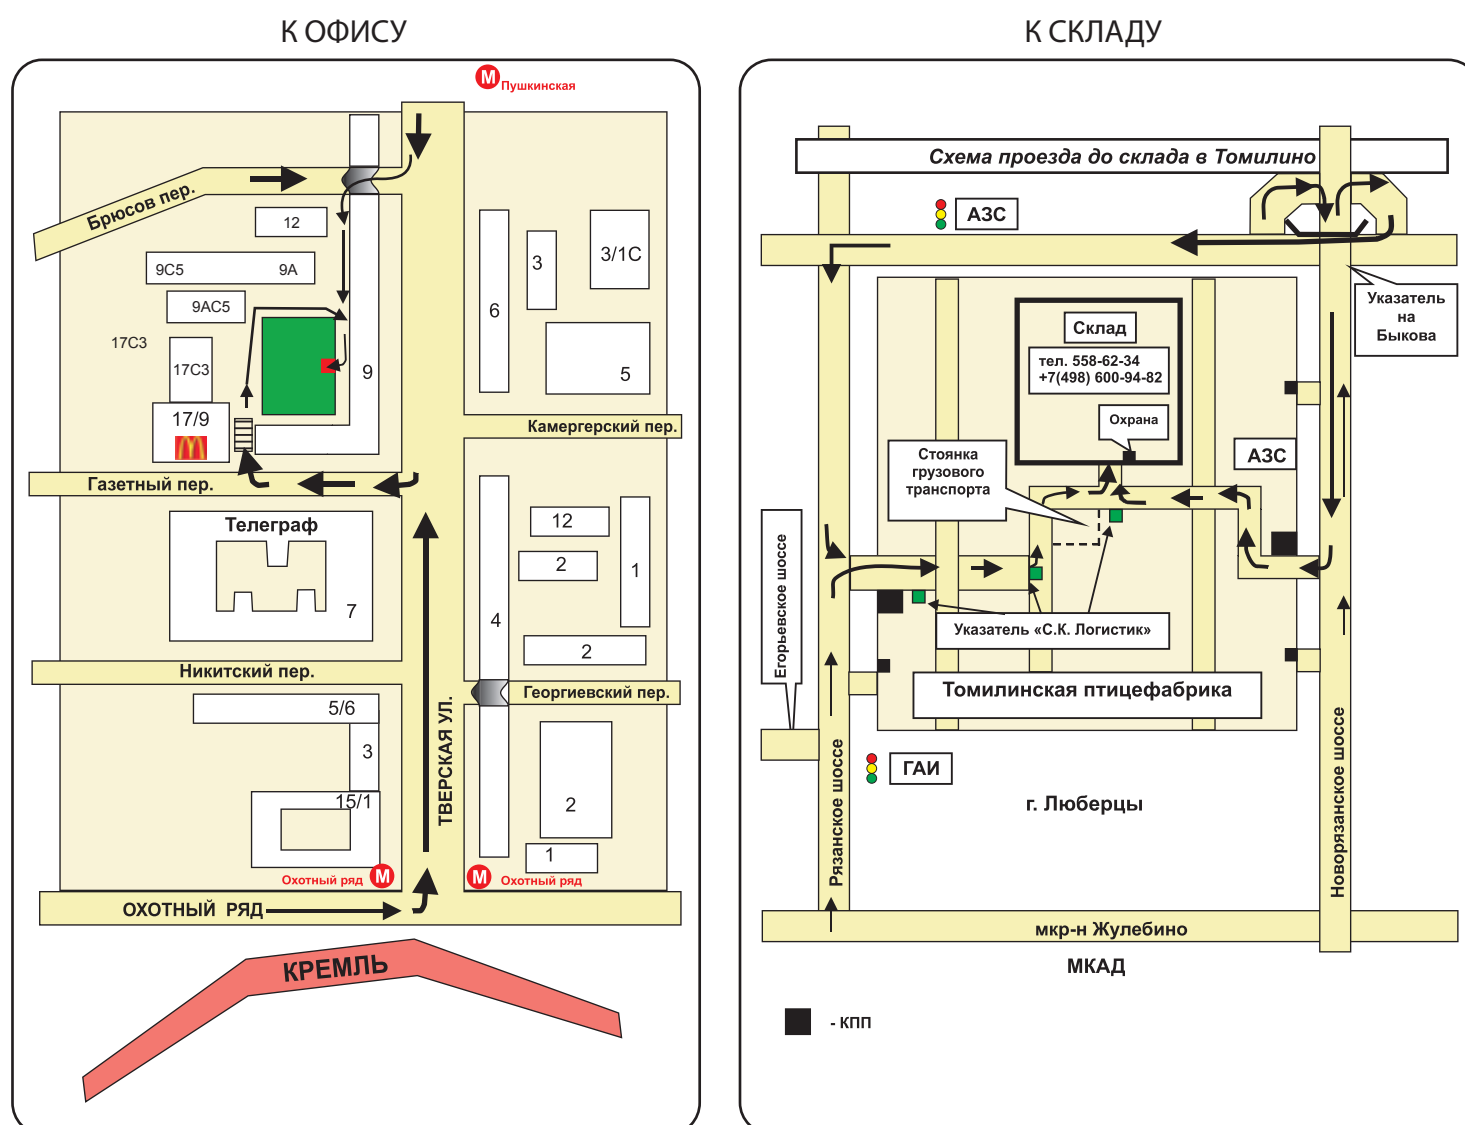 К ОФИСУ
М Пушкинская
Брюсов пер.
12
9С5
9А
9АС5
17С3
17С3
17/9
9
6
3
3/1С
5
Камергерский пер.
Газетный пер.
Телеграф
7
12
2
1
4
2
Никитский пер.
Георгиевский пер.
5/6
3
15/1
ТВЕРСКАЯ УЛ.
2
1
Охотный ряд М
М Охотный ряд
ОХОТНЫЙ РЯД
КРЕМЛЬ
К СКЛАДУ
Схема проезда до склада в Томилино
АЗС
Указатель
на
Быкова
Склад
тел. 558-62-34
+7(498) 600-94-82
Охрана
Стоянка
грузового
транспорта
АЗС
Егорьевское шоссе
Указатель «С.К. Логистик»
Томилинская птицефабрика
ГАИ
г. Люберцы
Рязанское шоссе
Новорязанское шоссе
мкр-н Жулебино
МКАД
- КПП